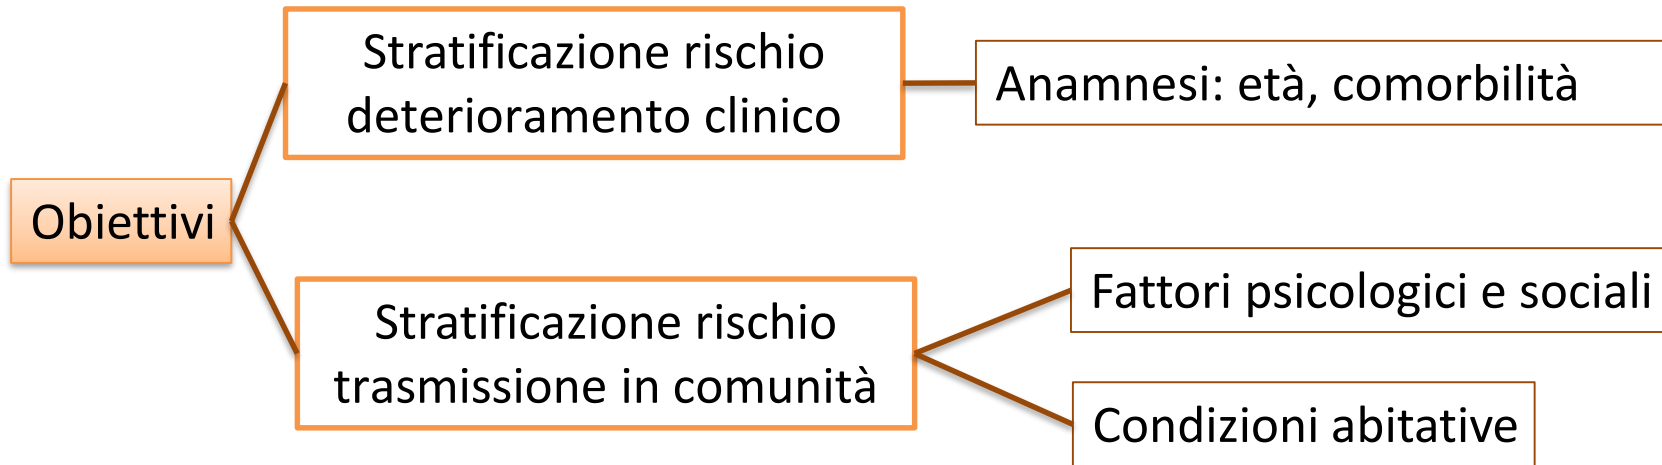 Stratificazione rischio
deterioramento clinico
Anamnesi: età, comorbilità
Obiettivi
Stratificazione rischio
trasmissione in comunità
Fattori psicologici e sociali
Condizioni abitative